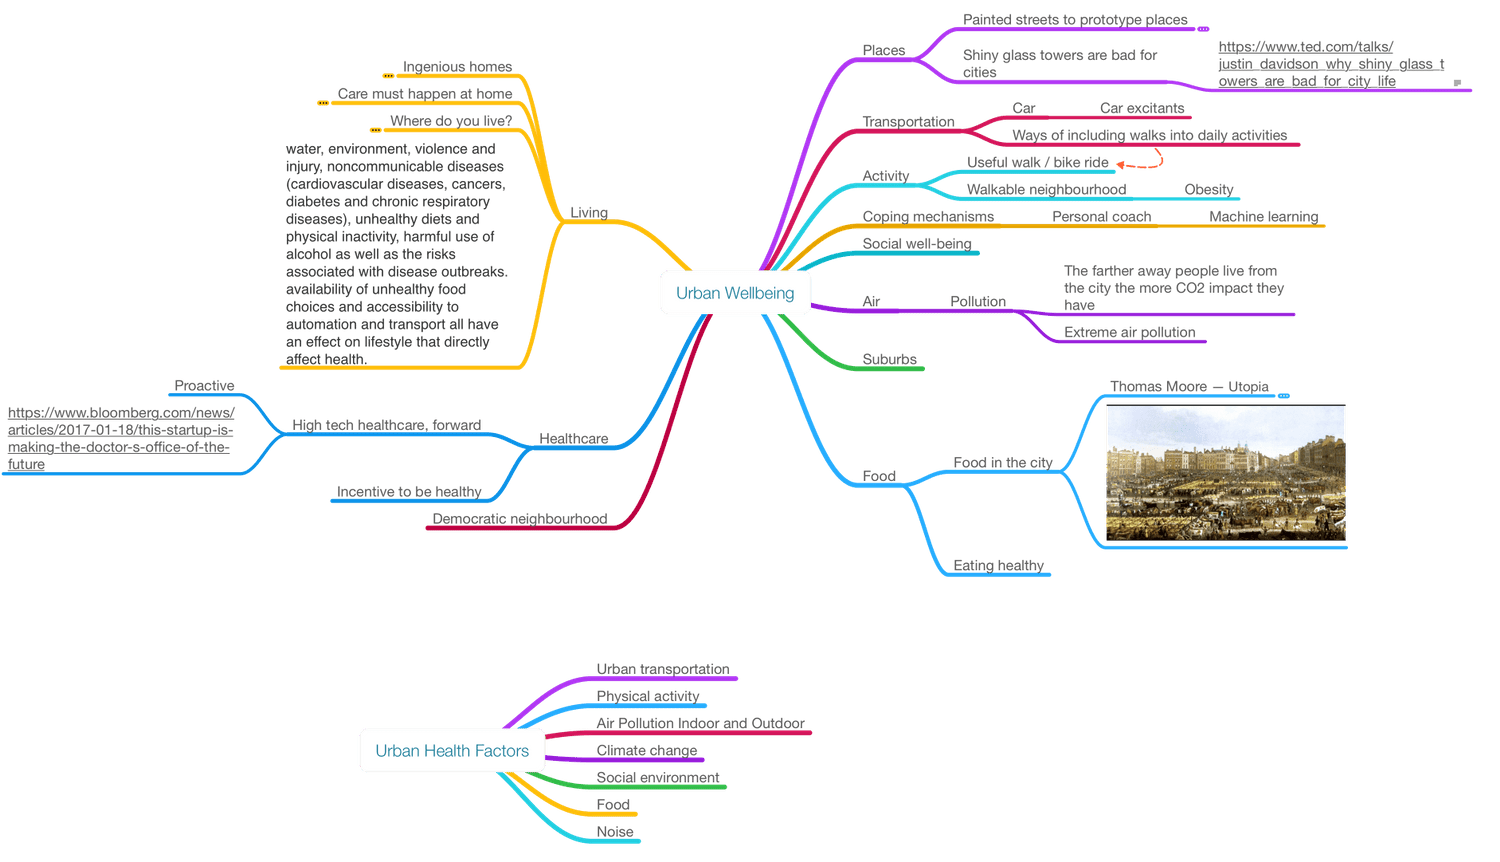 Painted streets to prototype places
Places
Shiny glass towers are bad for
cities
https://www.ted.com/talks/
justin_davidson_why_shiny_glass_t
owers_are_bad_for_city_life
Transportation
Car
Car excitants
Ways of including walks into daily activities
Activity
Useful walk / bike ride
Walkable neighbourhood
Obesity
Coping mechanisms
Personal coach
Machine learning
Social well-being
Air
Pollution
The farther away people live from
the city the more CO2 impact they
have
Extreme air pollution
Suburbs
Food
Food in the city
Thomas Moore — Utopia
Eating healthy
Urban Wellbeing
Living
Ingenious homes
Care must happen at home
Where do you live?
water, environment, violence and
injury, noncommunicable diseases
(cardiovascular diseases, cancers,
diabetes and chronic respiratory
diseases), unhealthy diets and
physical inactivity, harmful use of
alcohol as well as the risks
associated with disease outbreaks.
availability of unhealthy food
choices and accessibility to
automation and transport all have
an effect on lifestyle that directly
affect health.
Healthcare
High tech healthcare, forward
Proactive
https://www.bloomberg.com/news/
articles/2017-01-18/this-startup-is-
making-the-doctor-s-office-of-the-
future
Incentive to be healthy
Democratic neighbourhood
Urban Health Factors
Urban transportation
Physical activity
Air Pollution Indoor and Outdoor
Climate change
Social environment
Food
Noise